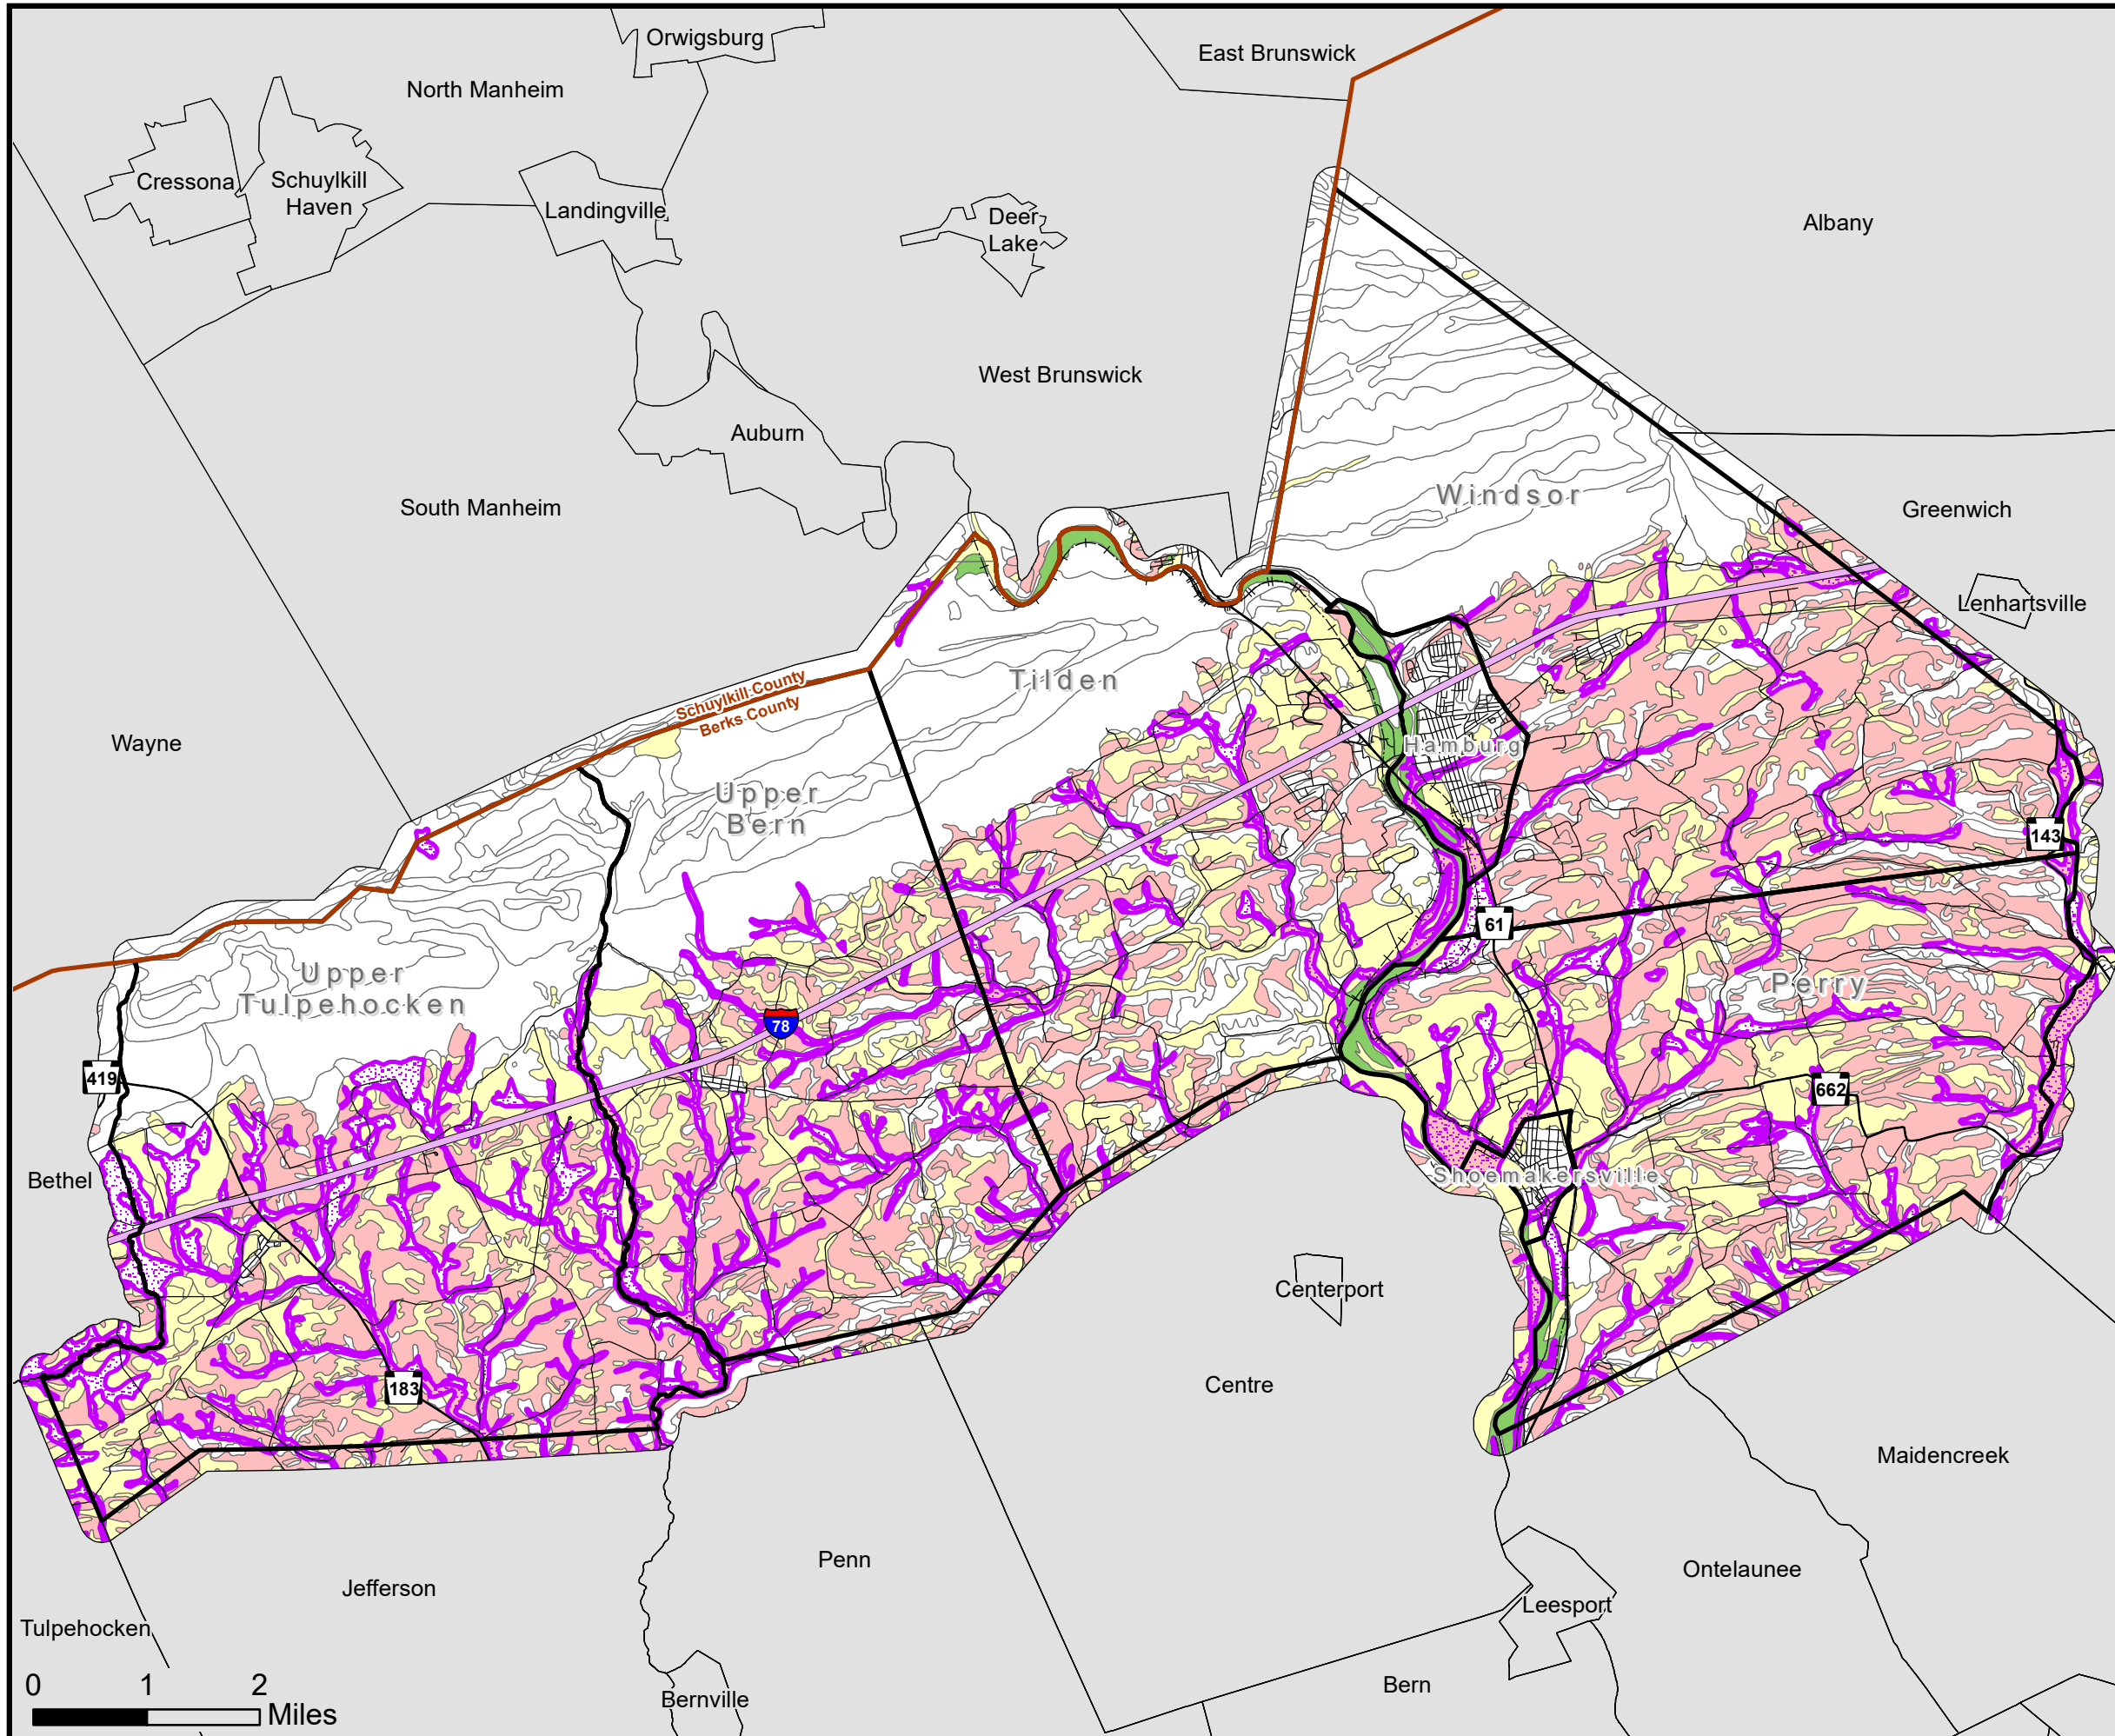 Orwigsburg
East Brunswick
North Manheim
Cressona
Schuylkill
Haven
Landingville
Deer
Lake
Albany
West Brunswick
Auburn
South Manheim
Windsor
Greenwich
Lenhartsville
Tilden
Schuylkill County
Berks County
Wayne
Hamburg
Upper
Bern
143
61
Upper
Tulpehocken
Perry
78
419
662
Bethel
Shoemakersville
Centerport
183
Centre
Maidencreek
Penn
Ontelaunee
Jefferson
Leesport
Tulpehocken
Bern
Bernville
0 1 2
Miles